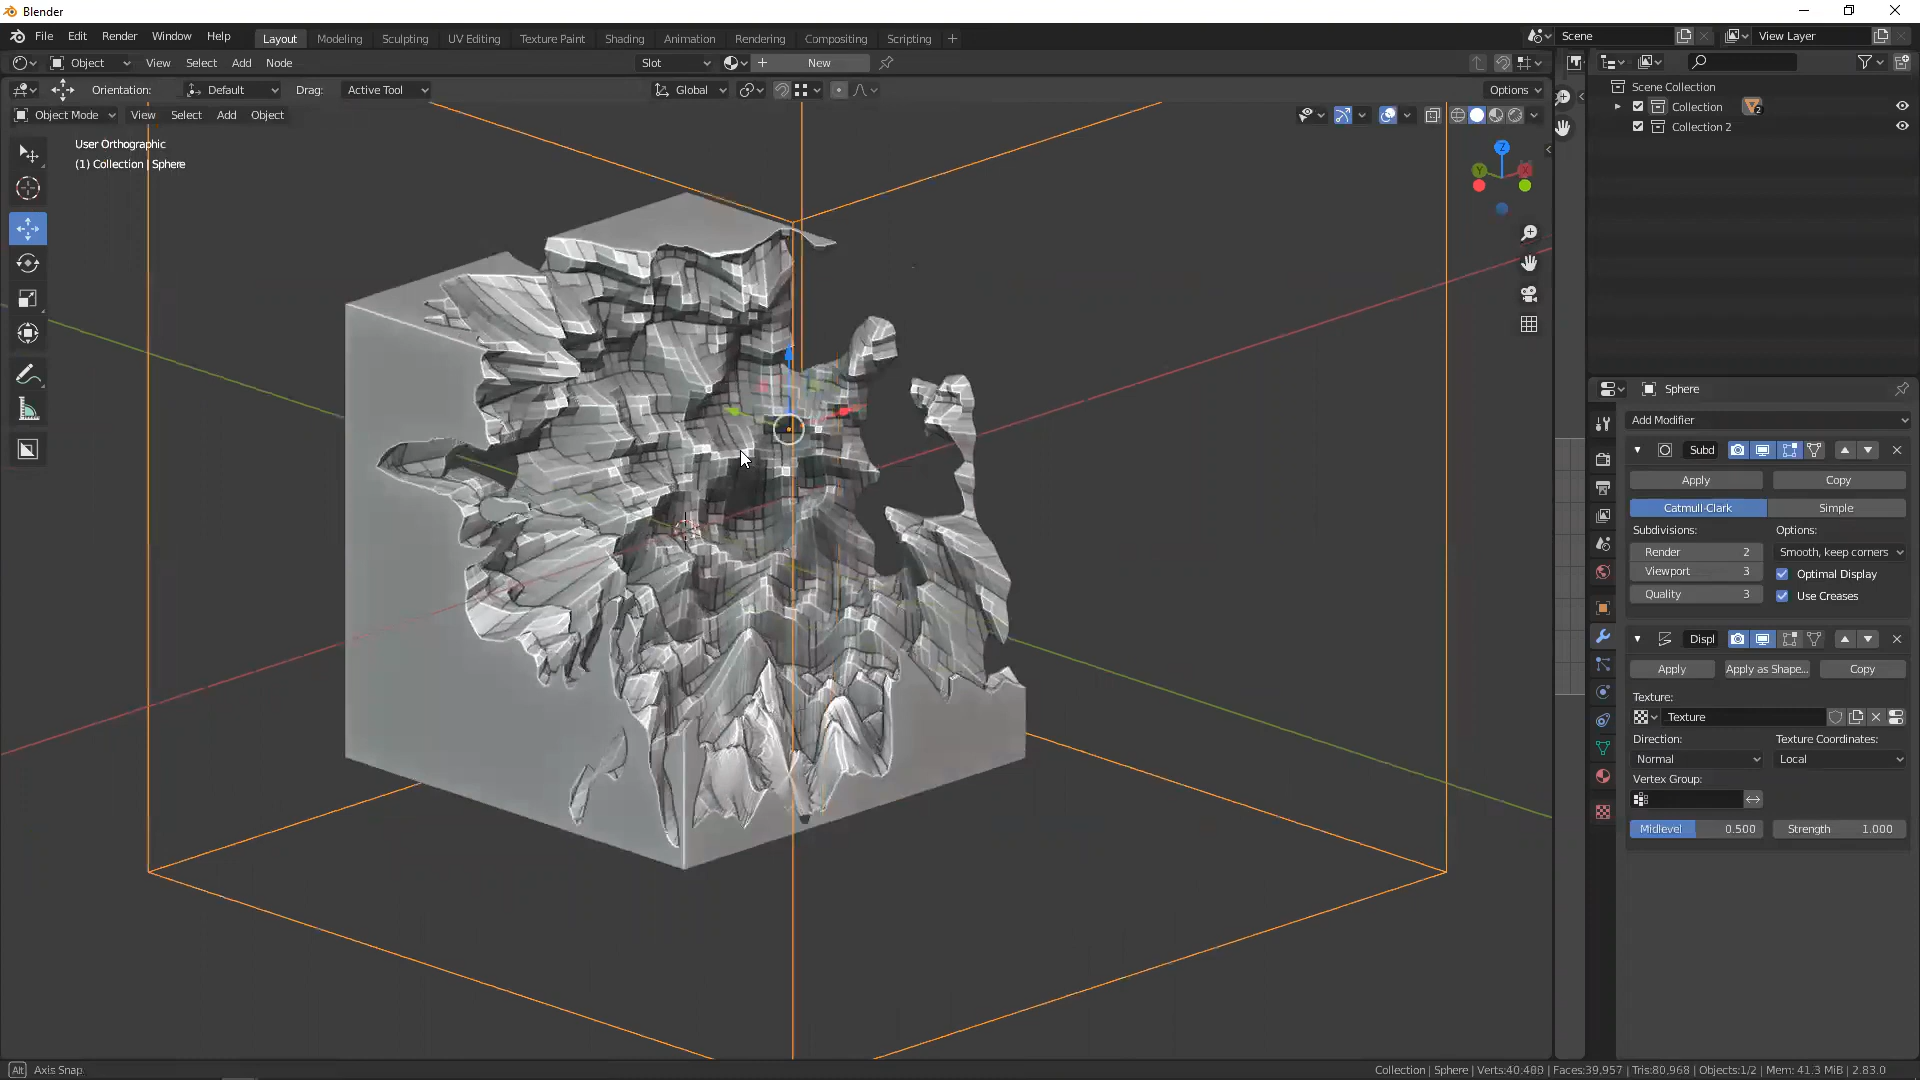 Blender
File Edit Render Window Help
Layout Modeling Sculpting UV Editing Texture Paint Shading Animation Rendering Compositing Scripting
Scene
View Layer
Object View Select Add Node
Slot
New
Orientation: Default Drag: Active Tool
Global
Options
Object Mode View Select Add Object
User Orthographic
(1) Collection | Sphere
Z
Y
X
Scene Collection
Collection 2
Collection 2
Sphere
Add Modifier
Subd
Apply Copy
Catmull-Clark Simple
Subdivisions: Options:
Render 2 Smooth, keep corners
Viewport 3 Optimal Display
Quality 3 Use Creases
Displ
Apply Apply as Shape... Copy
Texture:
Texture
Direction: Texture Coordinates:
Normal Local
Vertex Group:
Midlevel 0.500 Strength 1.000
Alt Axis Snap
Collection | Sphere | Verts:40,400 | Faces:39,957 | Tris:80,968 | Objects:1/2 | Mem: 41.3 MiB | 2.83.0